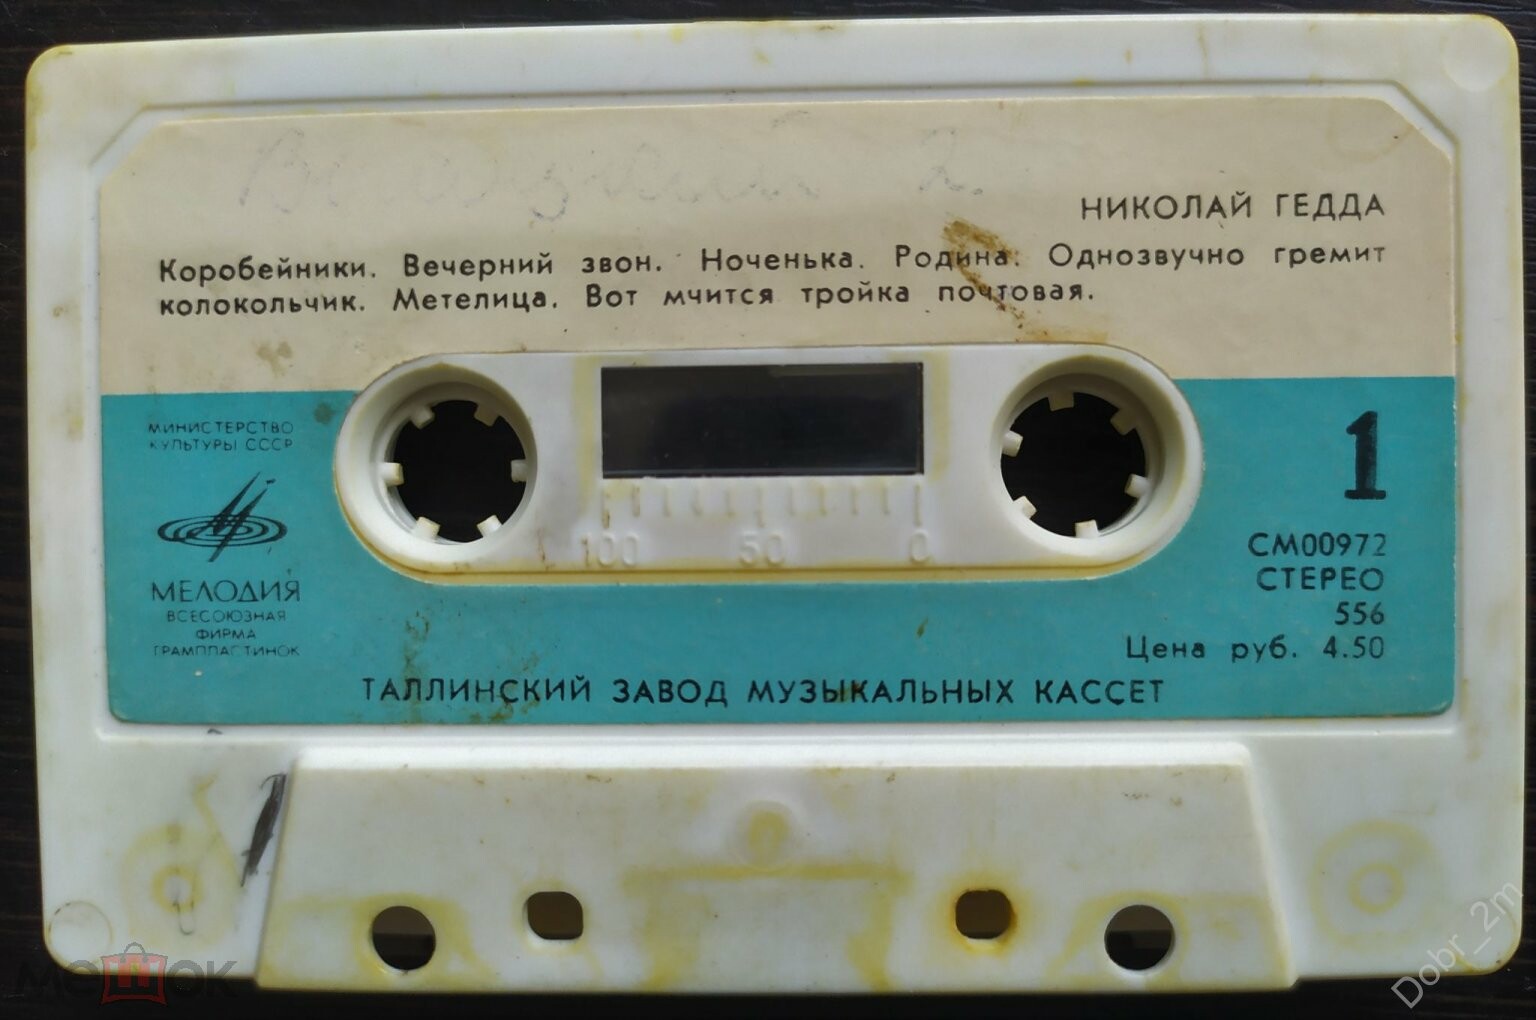 НИКОЛАЙ ГЕДДА
Коробейники. Вечерний звон. Ноченька. Родина. Однозвучно гремит
колокольчик. Метелица. Вот мчится тройка почтовая.
МИНИСТЕРСТВО
КУЛЬТУРЫ СССР
МЕЛОДИЯ
ВСЕСОЮЗНАЯ
ФИРМА
ГРАМПЛАСТИНОК
100 50 0
1
СМ00972
СТЕРЕО
556
Цена руб. 4.50
ТАЛЛИНСКИЙ ЗАВОД МУЗЫКАЛЬНЫХ КАССЕТ
МЕШОК
Dobr_2m